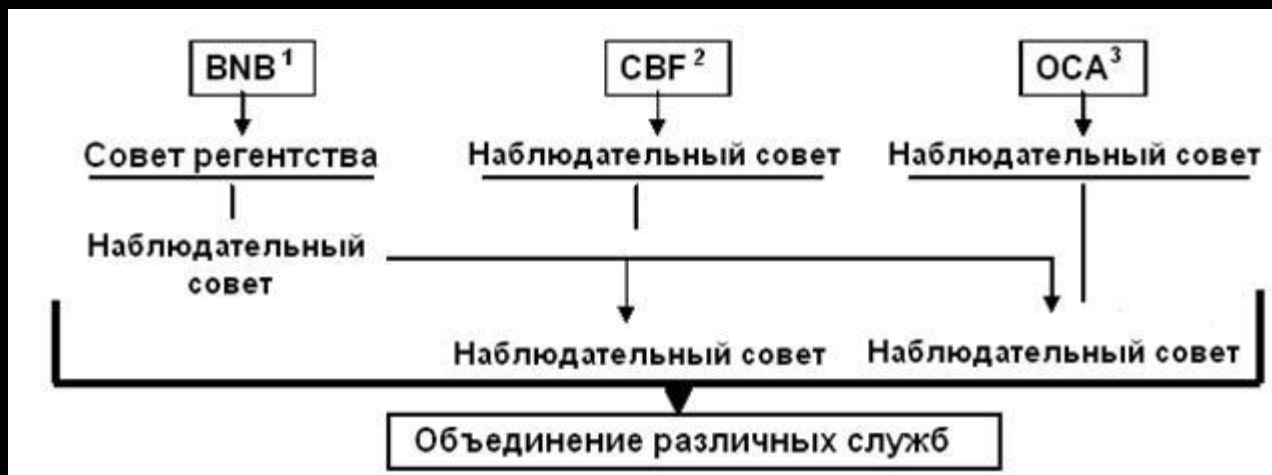 BNB¹ CBF² OCA³
Совет регентства Наблюдательный совет Наблюдательный совет
Наблюдательный
совет
Наблюдательный совет Наблюдательный совет
Объединение различных служб